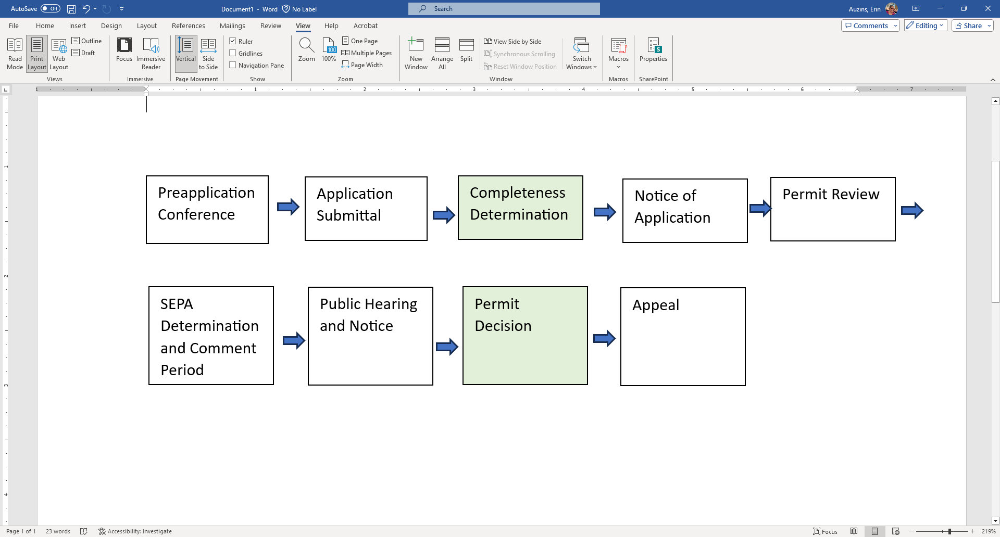 AutoSave Off Document1 - Word No Label Search Auzins, Erin
File Home Insert Design Layout References Mailings Review View Help Acrobat Comments Editing Share
Read Mode
Print Layout
Web Layout
Outline
Draft
Views
Focus
Immersive Reader
Immersive
Vertical
Side to Side
Page Movement
Ruler
Gridlines
Navigation Pane
Show
Zoom
100
100%
One Page
Multiple Pages
Page Width
Zoom
New Window
Arrange All
Split
View Side by Side
Synchronous Scrolling
Reset Window Position
Switch Windows
Window
Macros
Macros
S
Properties
SharePoint
1 1 2 3 4 5 6 7
Preapplication
Conference
Application
Submittal
Completeness
Determination
Notice of
Application
Permit Review
SEPA
Determination
and Comment
Period
Public Hearing
and Notice
Permit
Decision
Appeal
1
2
3
4
Page 1 of 1 23 words Accessibility: Investigate Focus 219%